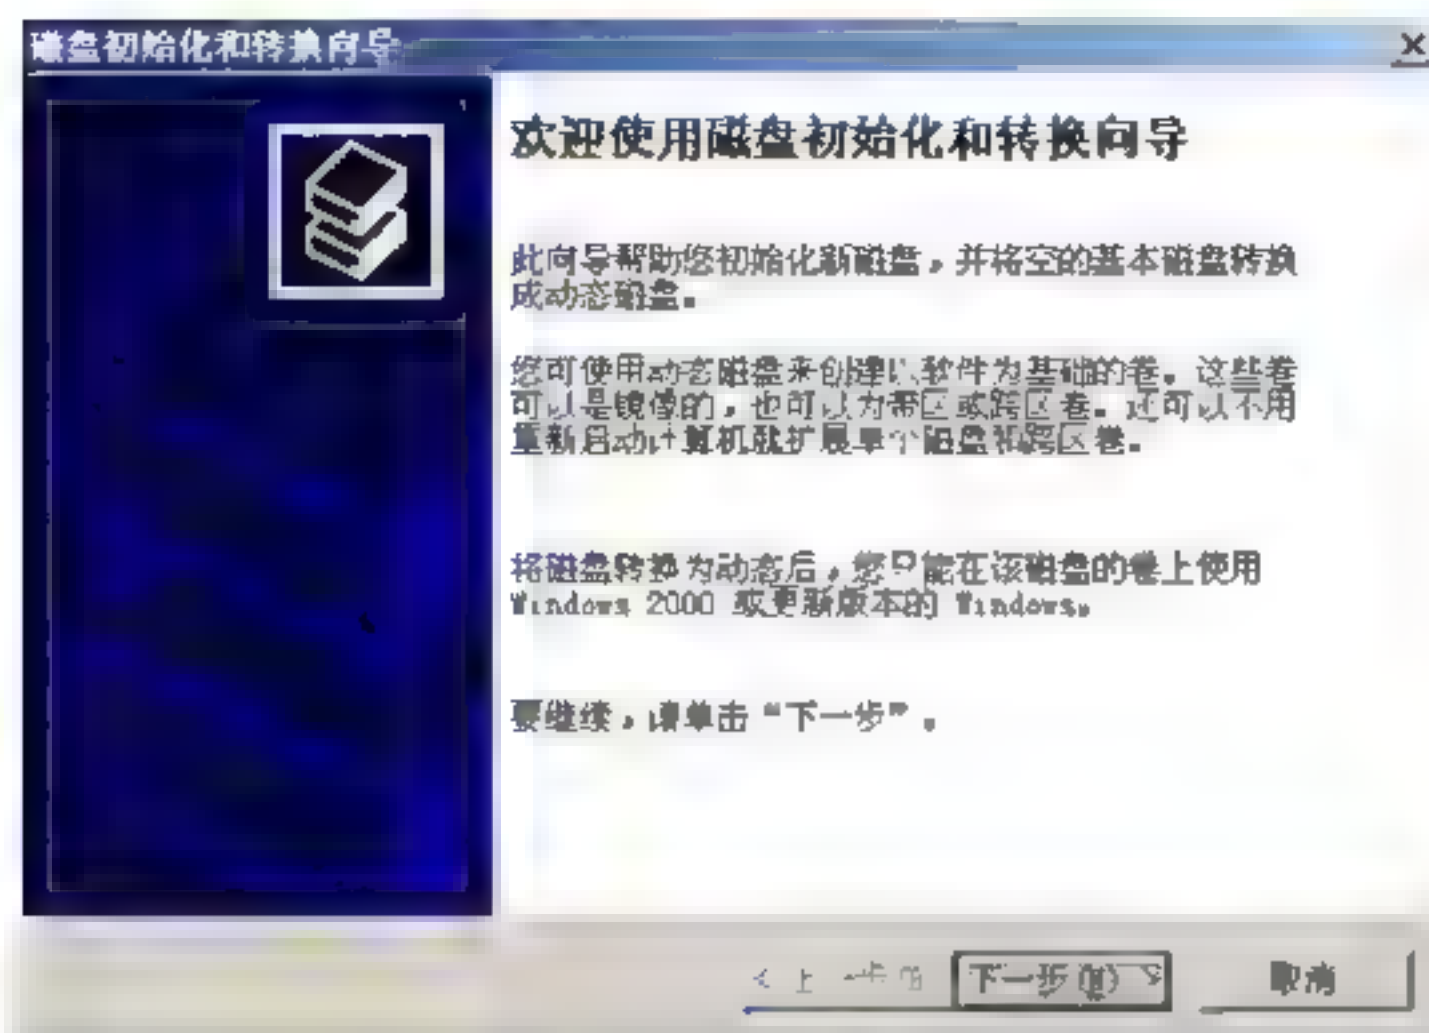 磁盘初始化和转换向导
欢迎使用磁盘初始化和转换向导
此向导帮助您初始化新磁盘，并将空的基本磁盘转换
成动态磁盘。
您可使用动态磁盘来创建以软件为基础的卷。这些卷
可以是镜像的，也可以为带区或跨区卷。还可以不用
重新启动计算机就扩展单个磁盘和跨区卷。
将磁盘转换为动态后，您只能在该磁盘的卷上使用
Windows 2000 或更新版本的 Windows。
要继续，请单击“下一步”。
< 上一步(B) 下一步(N) > 取消